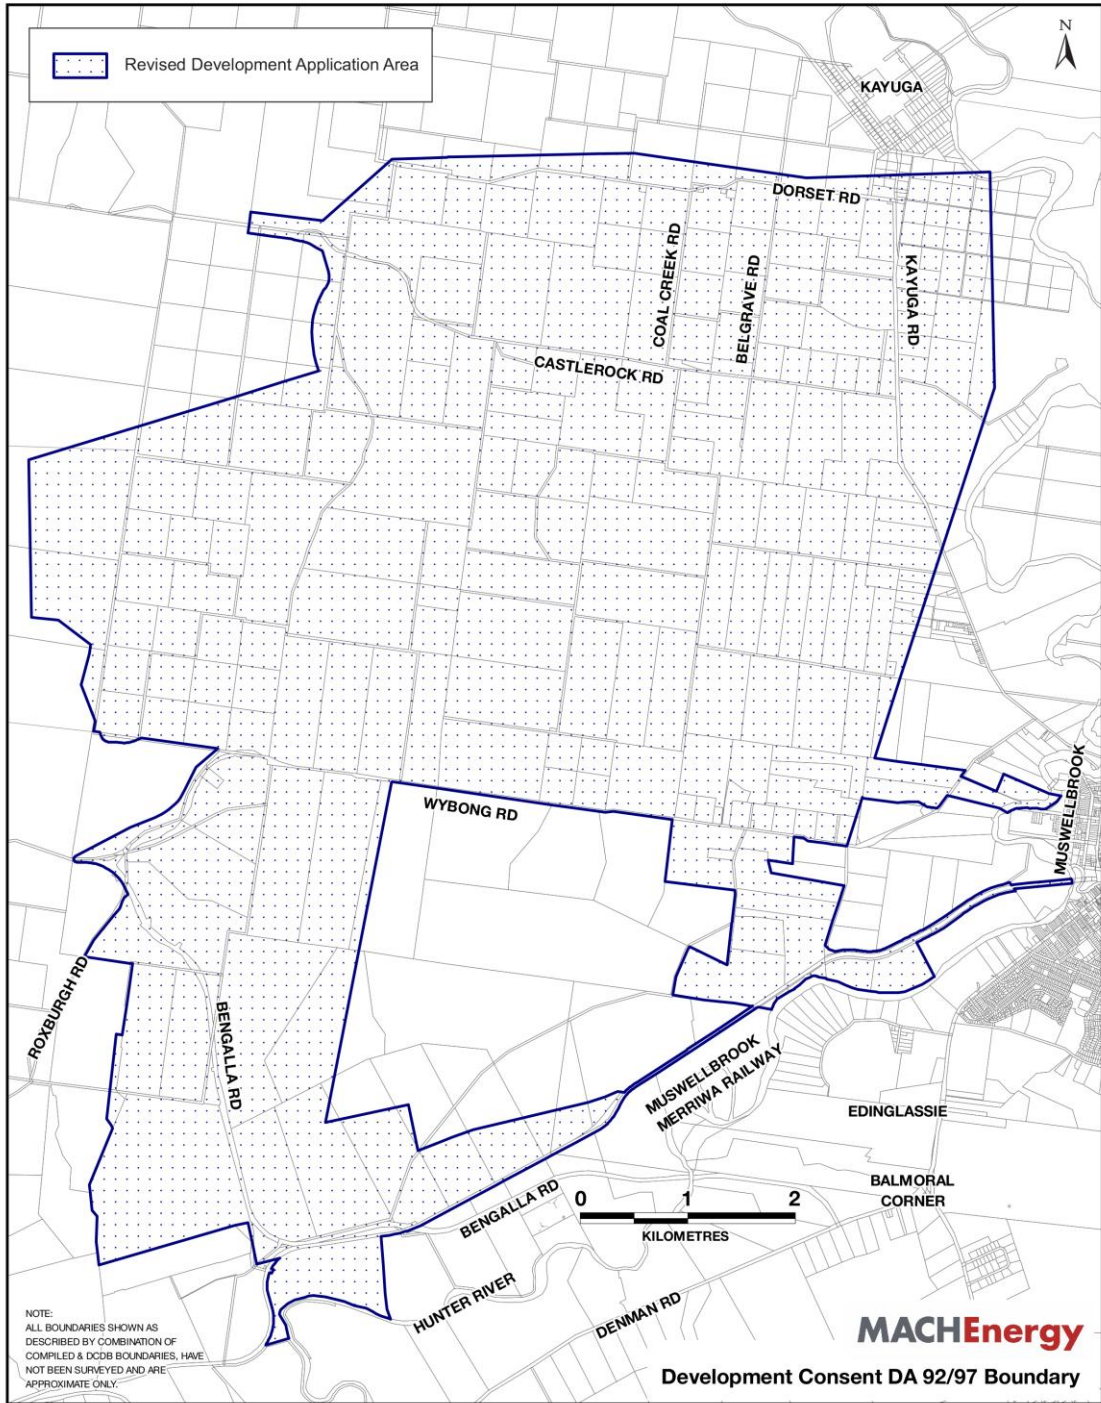 N
Revised Development Application Area
KAYUGA
DORSET RD
COAL CREEK RD
BELGRAVE RD
KAYUGA RD
CASTLEROCK RD
WYBONG RD
MUSWELLBROOK
ROXBURGH RD
BENGALLA RD
MUSWELLBROOK
MERRIWA RAILWAY
EDINGLASSIE
BALMORAL
CORNER
BENGALLA RD
0 1 2
KILOMETRES
HUNTER RIVER
DENMAN RD
NOTE:
ALL BOUNDARIES SHOWN AS
DESCRIBED BY COMBINATION OF
COMPILED & DCDB BOUNDARIES, HAVE
NOT BEEN SURVEYED AND ARE
APPROXIMATE ONLY.
MACHEnergy
Development Consent DA 92/97 Boundary